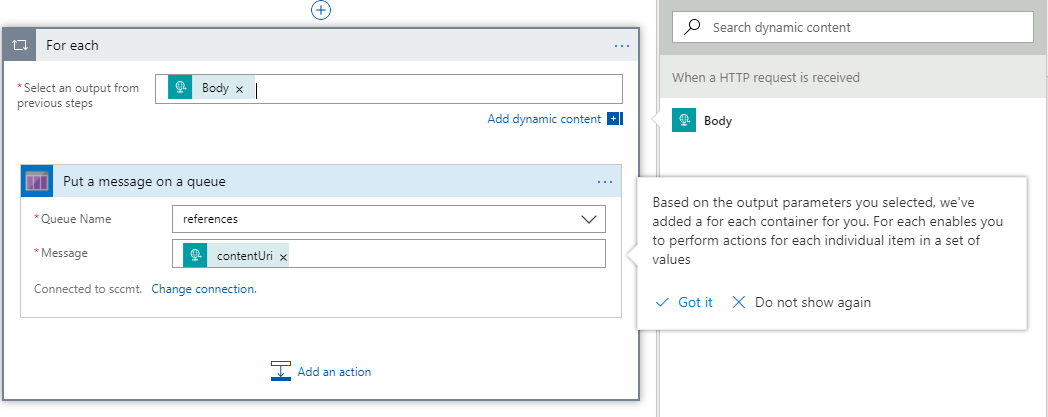 For each
...
*Select an output from
previous steps
Body ×
Add dynamic content
Put a message on a queue
...
*Queue Name
references
*Message
contentUri ×
Connected to sccmt. Change connection.
Add an action
Search dynamic content
When a HTTP request is received
Body
Based on the output parameters you selected, we've
added a for each container for you. For each enables you
to perform actions for each individual item in a set of
values
Got it
Do not show again